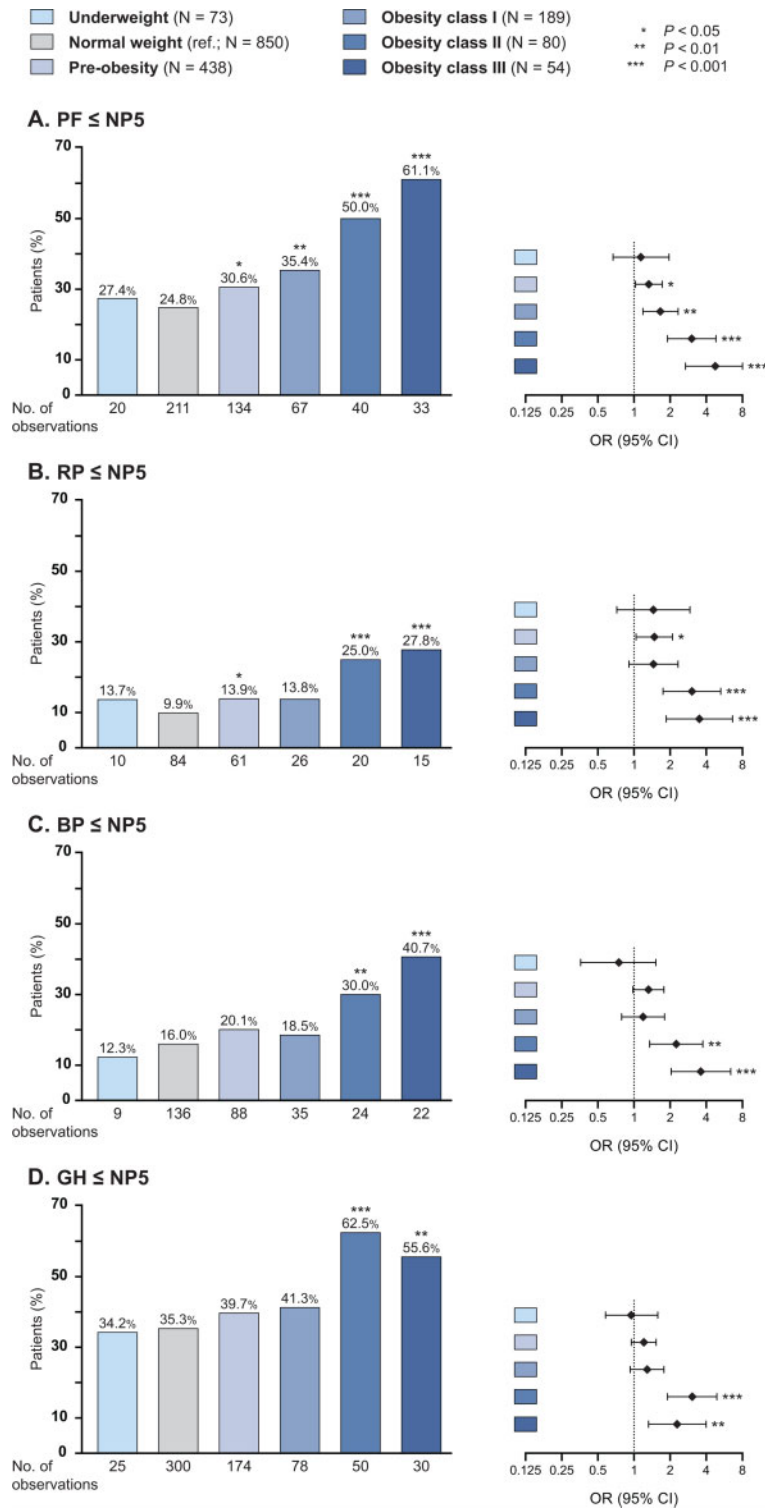 Underweight (N = 73)
Normal weight (ref.; N = 850)
Pre-obesity (N = 438)
Obesity class I (N = 189)
Obesity class II (N = 80)
Obesity class III (N = 54)
* P < 0.05
** P < 0.01
*** P < 0.001
A. PF ≤ NP5
Patients (%)
70
50
30
10
0
27.4%
24.8%
*
30.6%
**
35.4%
***
50.0%
***
61.1%
No. of observations
20 211 134 67 40 33
*
**
***
***
0.125 0.25 0.5 1 2 4 8
OR (95% CI)
B. RP ≤ NP5
Patients (%)
70
50
30
10
0
13.7%
9.9%
*
13.9%
13.8%
***
25.0%
***
27.8%
No. of observations
10 84 61 26 20 15
*
***
***
0.125 0.25 0.5 1 2 4 8
OR (95% CI)
C. BP ≤ NP5
Patients (%)
70
50
30
10
0
12.3%
16.0%
20.1%
18.5%
**
30.0%
***
40.7%
No. of observations
9 136 88 35 24 22
**
***
0.125 0.25 0.5 1 2 4 8
OR (95% CI)
D. GH ≤ NP5
Patients (%)
70
50
30
10
0
34.2%
35.3%
39.7%
41.3%
***
62.5%
**
55.6%
No. of observations
25 300 174 78 50 30
***
**
0.125 0.25 0.5 1 2 4 8
OR (95% CI)